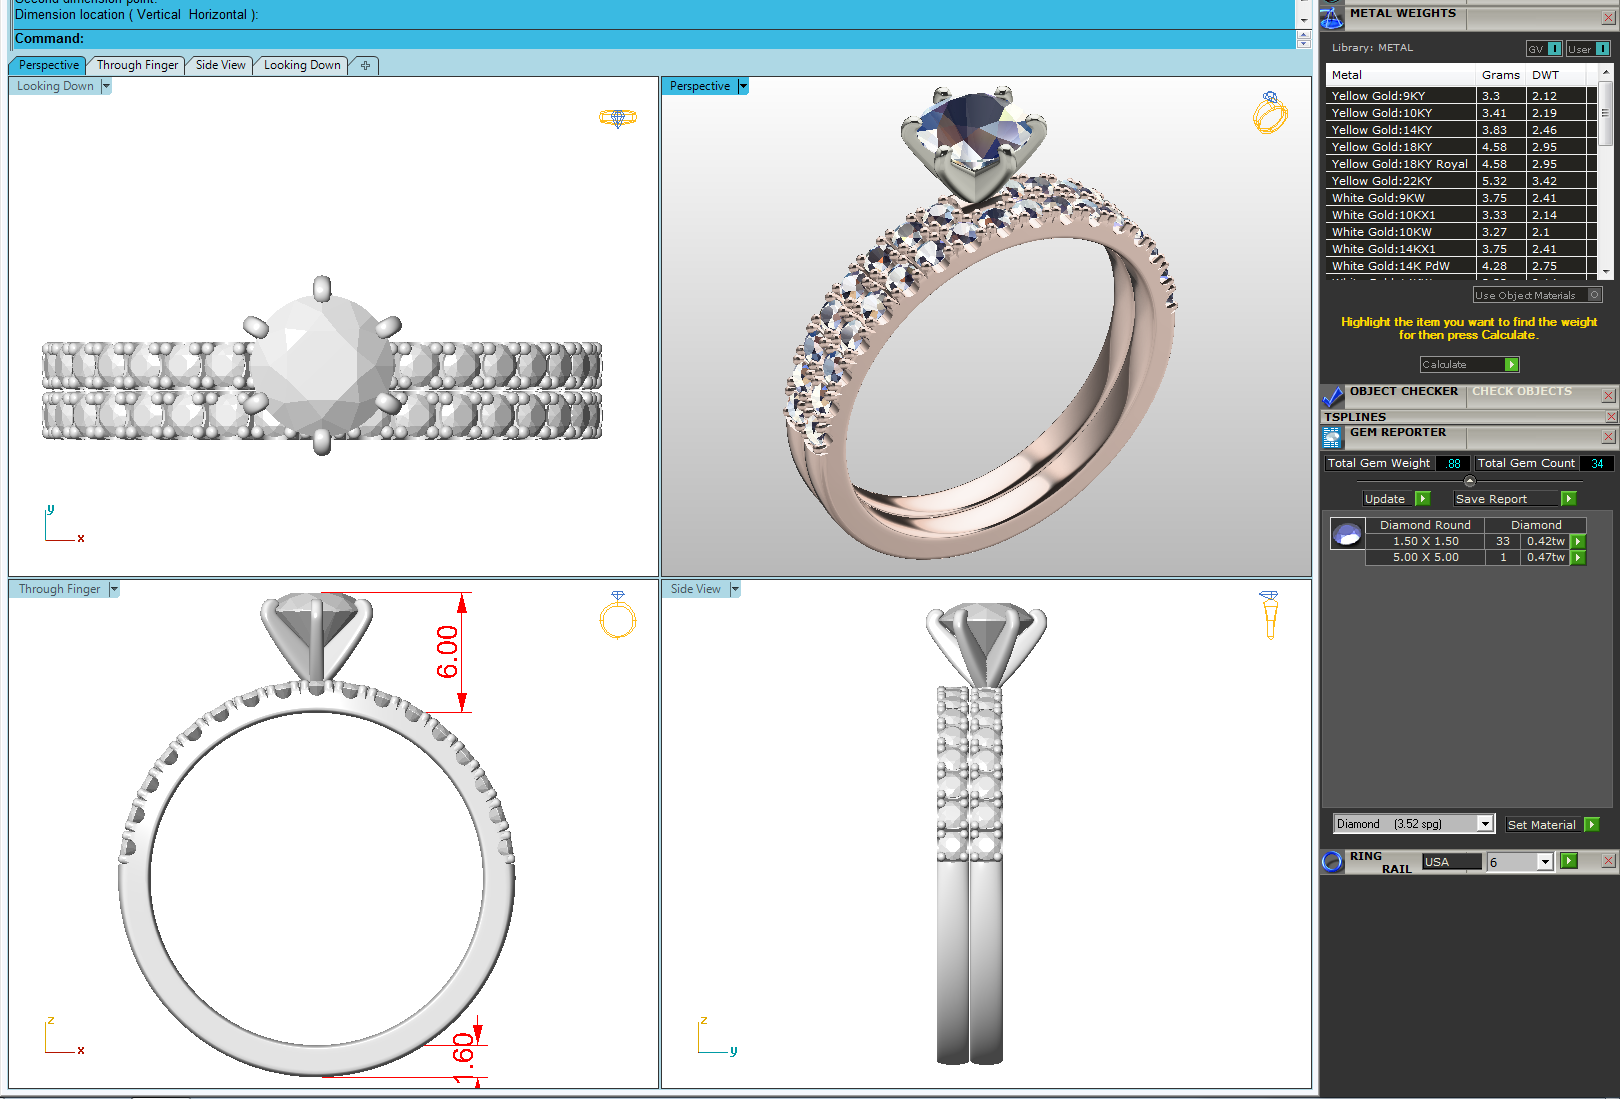 Second dimension point:
Dimension location ( Vertical  Horizontal ):
Command:
Perspective
Through Finger
Side View
Looking Down
Looking Down
y
x
Perspective
Through Finger
6.00
1.60
z
x
Side View
z
y
METAL WEIGHTS
Library: METAL
GV
User
Metal Grams DWT
Yellow Gold:9KY 3.3 2.12
Yellow Gold:10KY 3.41 2.19
Yellow Gold:14KY 3.83 2.46
Yellow Gold:18KY 4.58 2.95
Yellow Gold:18KY Royal 4.58 2.95
Yellow Gold:22KY 5.32 3.42
White Gold:9KW 3.75 2.41
White Gold:10KX1 3.33 2.14
White Gold:10KW 3.27 2.1
White Gold:14KX1 3.75 2.41
White Gold:14K PdW 4.28 2.75
Use Object Materials
Highlight the item you want to find the weight
for then press Calculate.
Calculate
OBJECT CHECKER CHECK OBJECTS
TSPLINES
GEM REPORTER
Total Gem Weight .88 Total Gem Count 34
Update Save Report
Diamond Round Diamond
1.50 X 1.50 33 0.42tw
5.00 X 5.00 1 0.47tw
Diamond (3.52 spg) Set Material
RING RAIL USA 6